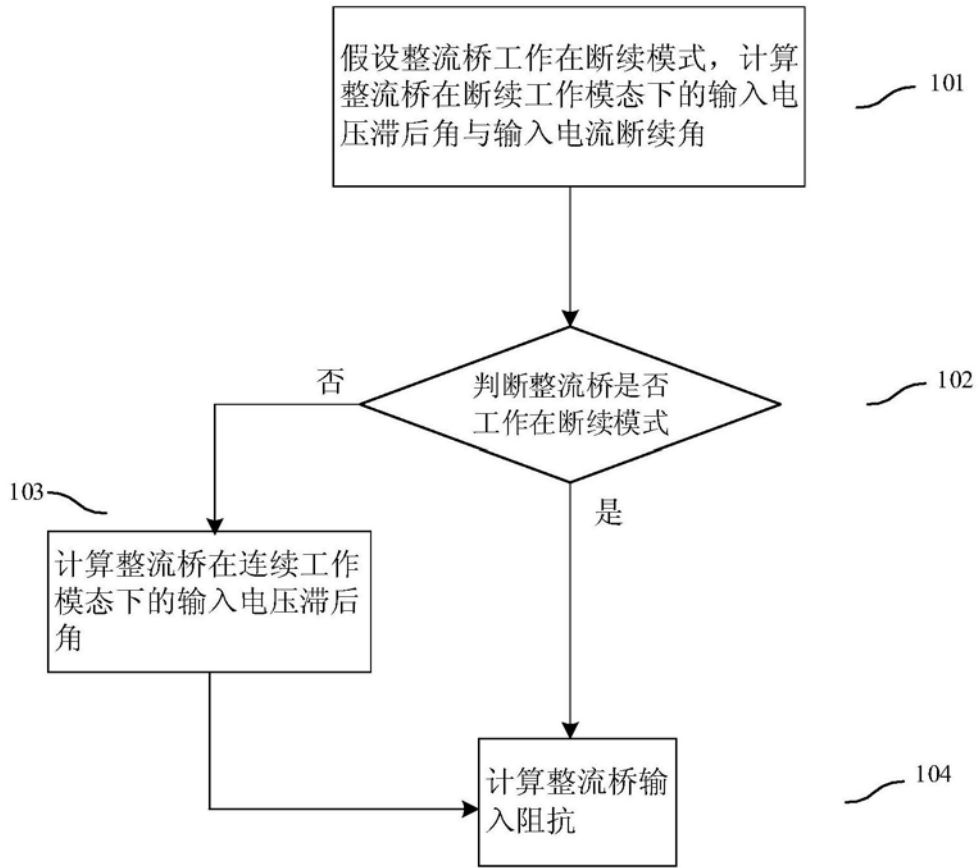 假设整流桥工作在断续模式，计算
整流桥在断续工作模态下的输入电
压滞后角与输入电流断续角
101
判断整流桥是否
工作在断续模式
102
否
是
103
计算整流桥在连续工作
模态下的输入电压滞后
角
计算整流桥输
入阻抗
104